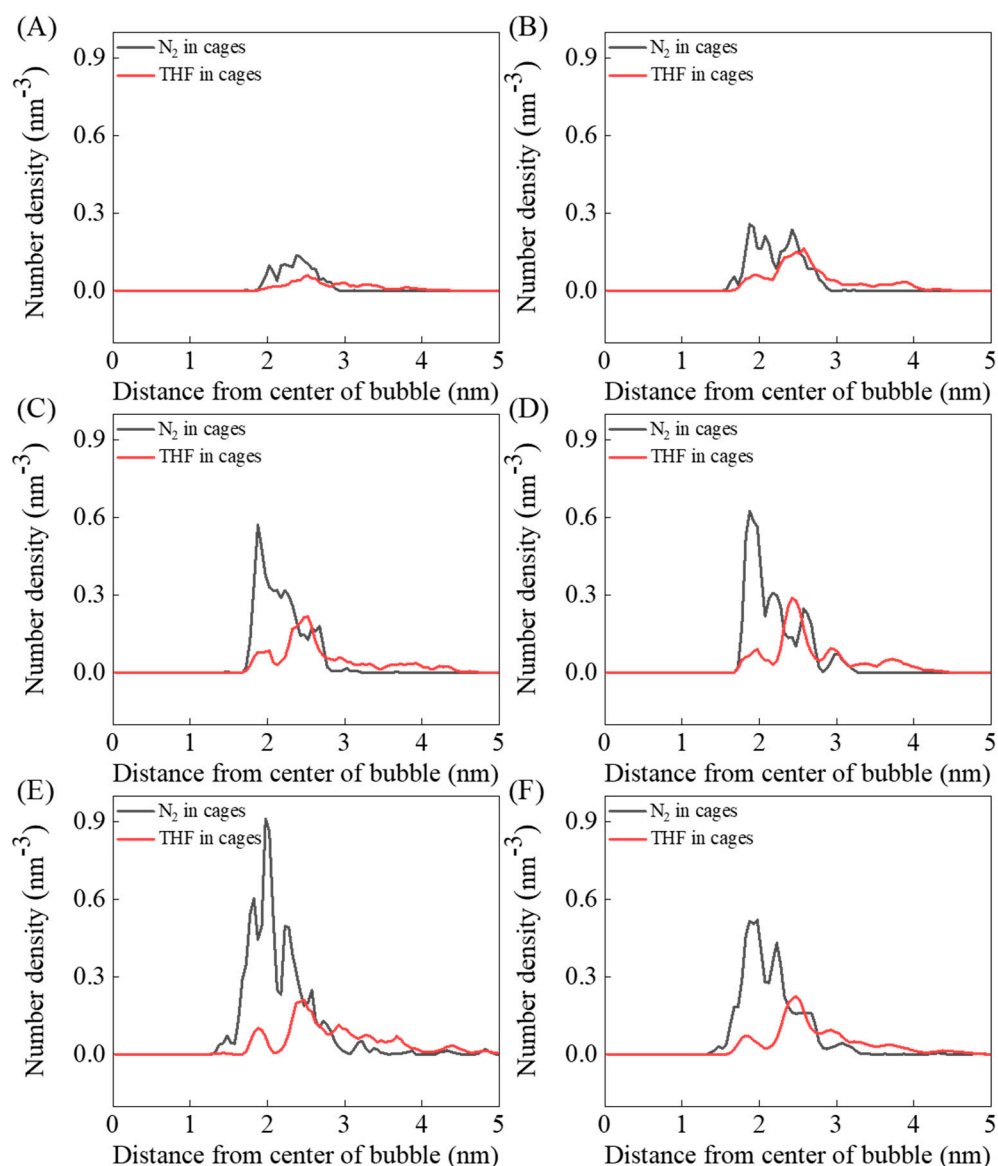 (A)
N₂ in cages
THF in cages
Number density (nm⁻³)
0.9
0.6
0.3
0.0
0 1 2 3 4 5
Distance from center of bubble (nm)
(B)
N₂ in cages
THF in cages
Number density (nm⁻³)
0.9
0.6
0.3
0.0
0 1 2 3 4 5
Distance from center of bubble (nm)
(C)
N₂ in cages
THF in cages
Number density (nm⁻³)
0.9
0.6
0.3
0.0
0 1 2 3 4 5
Distance from center of bubble (nm)
(D)
N₂ in cages
THF in cages
Number density (nm⁻³)
0.9
0.6
0.3
0.0
0 1 2 3 4 5
Distance from center of bubble (nm)
(E)
N₂ in cages
THF in cages
Number density (nm⁻³)
0.9
0.6
0.3
0.0
0 1 2 3 4 5
Distance from center of bubble (nm)
(F)
N₂ in cages
THF in cages
Number density (nm⁻³)
0.9
0.6
0.3
0.0
0 1 2 3 4 5
Distance from center of bubble (nm)